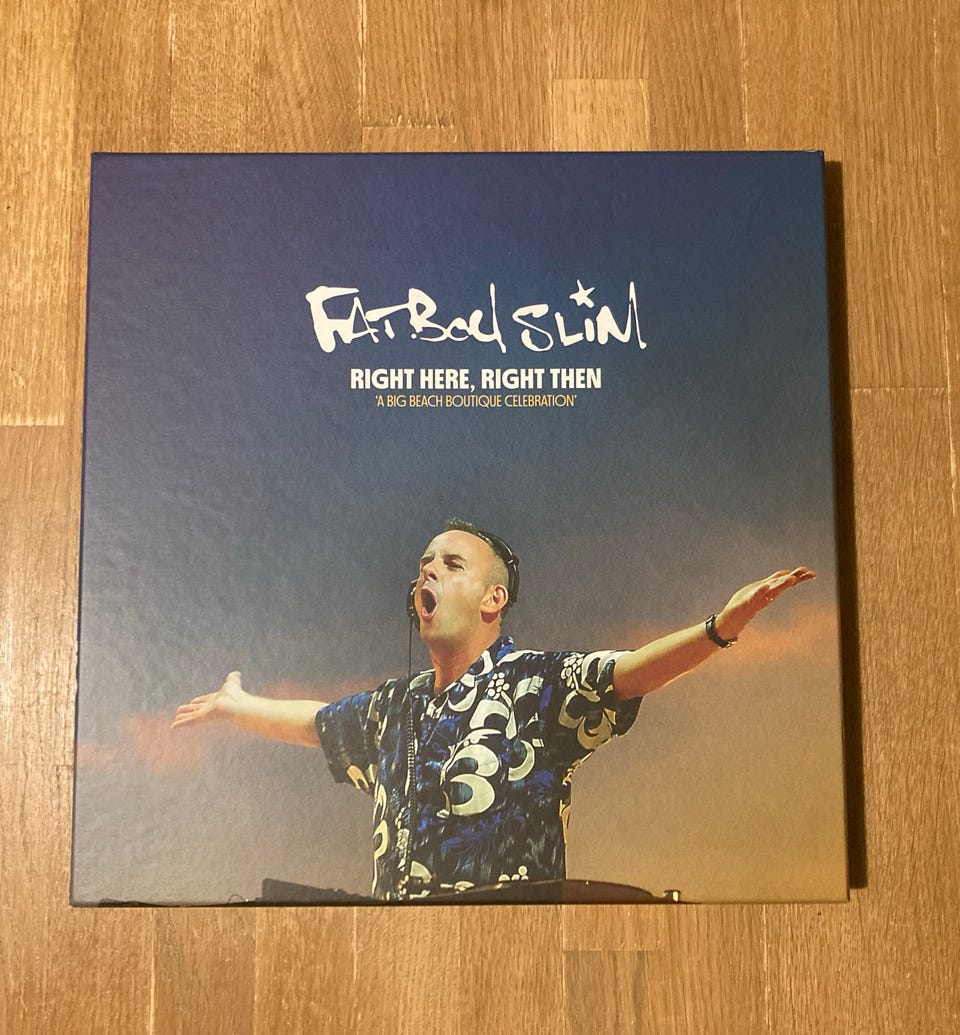 FATBOY SLIM
RIGHT HERE, RIGHT THEN
'A BIG BEACH BOUTIQUE CELEBRATION'